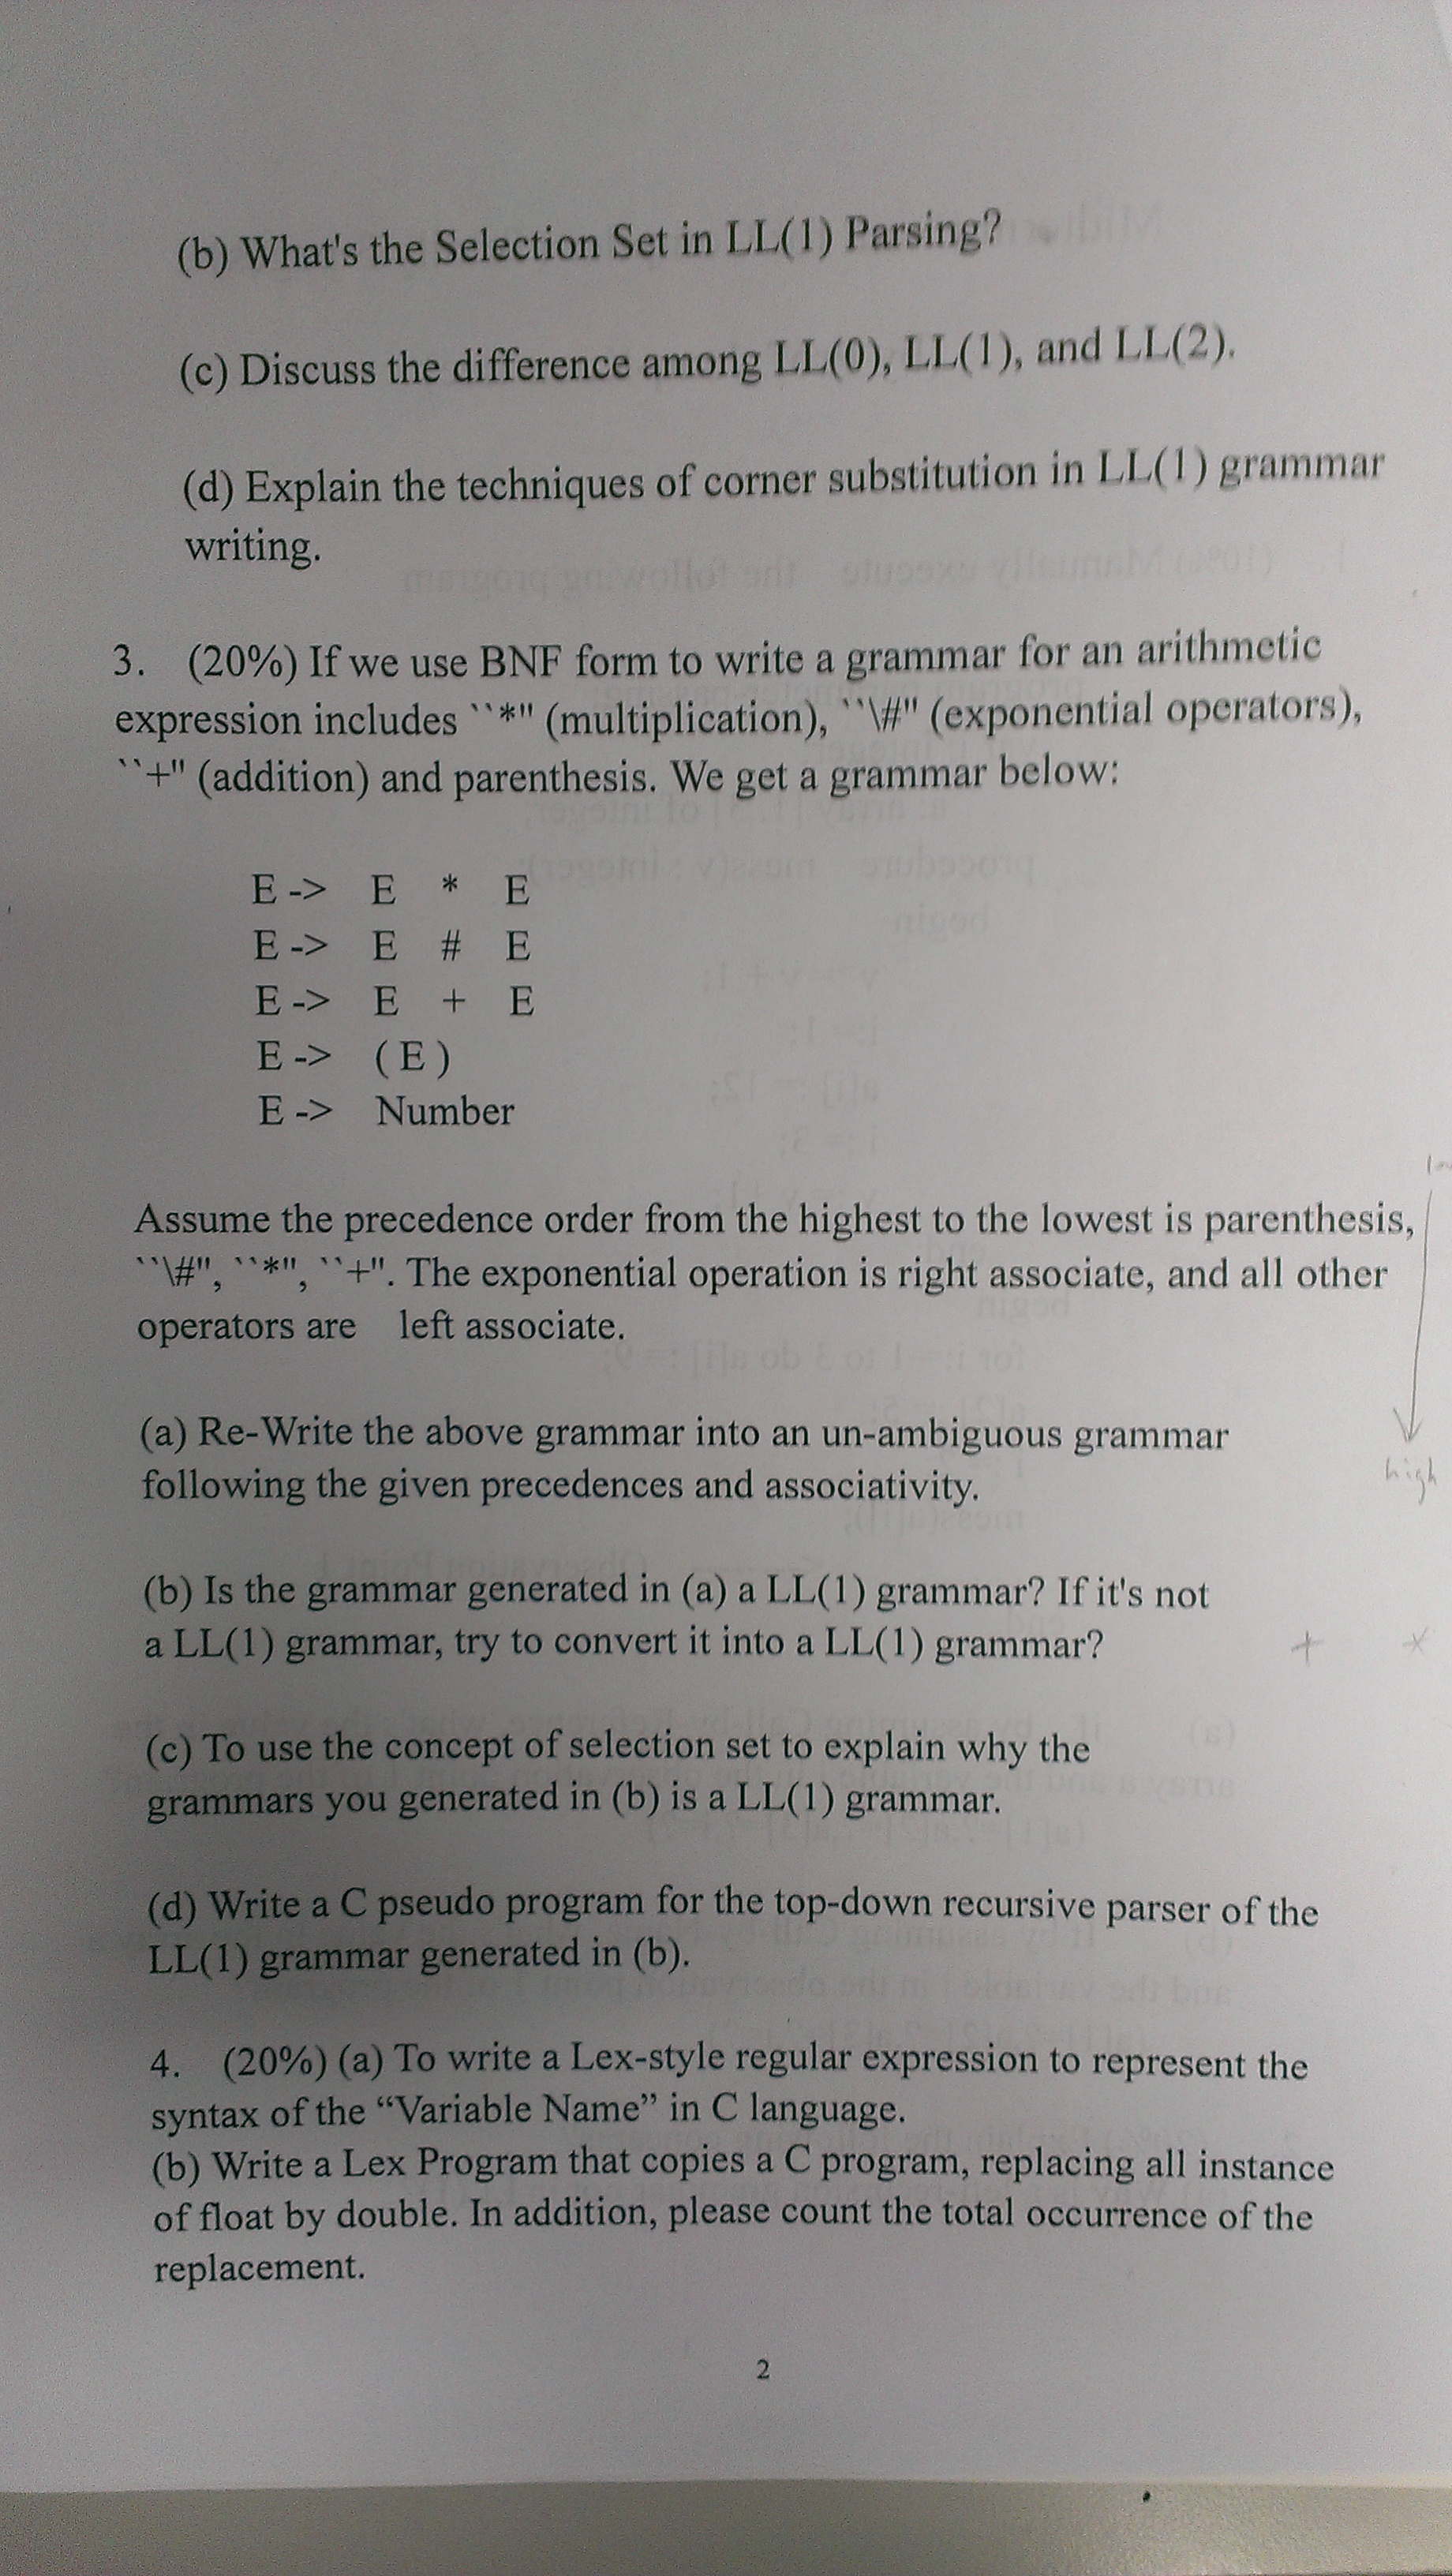 (b) What's the Selection Set in LL(1) Parsing?
(c) Discuss the difference among LL(0), LL(1), and LL(2).
(d) Explain the techniques of corner substitution in LL(1) grammar
writing.
3. (20%) If we use BNF form to write a grammar for an arithmetic
expression includes ``*" (multiplication), ``\#" (exponential operators),
``+" (addition) and parenthesis. We get a grammar below:
E -> E * E
E -> E # E
E -> E + E
E -> ( E )
E -> Number
Assume the precedence order from the highest to the lowest is parenthesis,
``\#", ``*", ``+". The exponential operation is right associate, and all other
operators are left associate.
(a) Re-Write the above grammar into an un-ambiguous grammar
following the given precedences and associativity.
high
(b) Is the grammar generated in (a) a LL(1) grammar? If it's not
a LL(1) grammar, try to convert it into a LL(1) grammar?
+ ×
(c) To use the concept of selection set to explain why the
grammars you generated in (b) is a LL(1) grammar.
(d) Write a C pseudo program for the top-down recursive parser of the
LL(1) grammar generated in (b).
4. (20%) (a) To write a Lex-style regular expression to represent the
syntax of the “Variable Name” in C language.
(b) Write a Lex Program that copies a C program, replacing all instance
of float by double. In addition, please count the total occurrence of the
replacement.
2